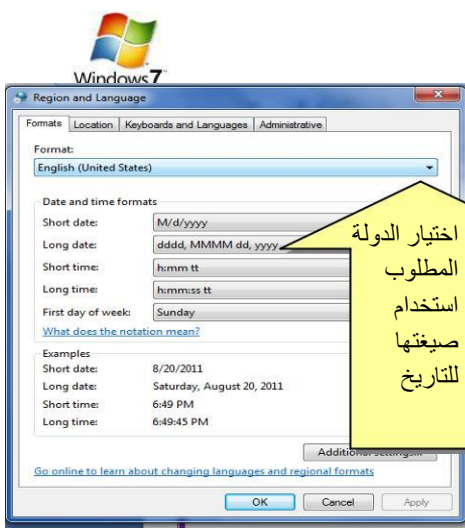 Windows 7
Region and Language
Formats Location Keyboards and Languages Administrative
Format:
English (United States)
Date and time formats
Short date: M/d/yyyy
Long date: dddd, MMMM dd, yyyy
Short time: h:mm tt
Long time: h:mm:ss tt
First day of week: Sunday
What does the notation mean?
Examples
Short date: 8/20/2011
Long date: Saturday, August 20, 2011
Short time: 6:49 PM
Long time: 6:49:45 PM
Additional settings...
Go online to learn about changing languages and regional formats
OK Cancel Apply
اختيار الدولة
المطلوب
استخدام
صيغتها
للتاريخ